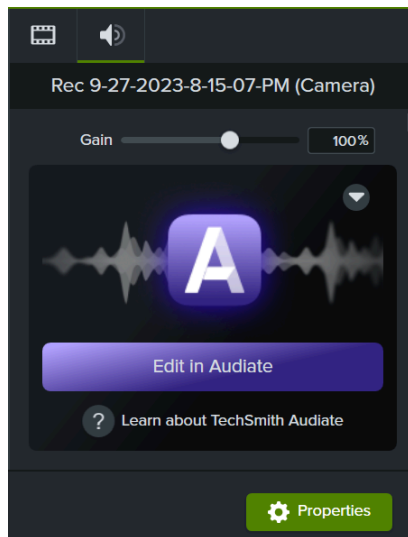 Rec 9-27-2023-8-15-07-PM (Camera)
Gain 100%
A
Edit in Audiate
? Learn about TechSmith Audiate
Properties